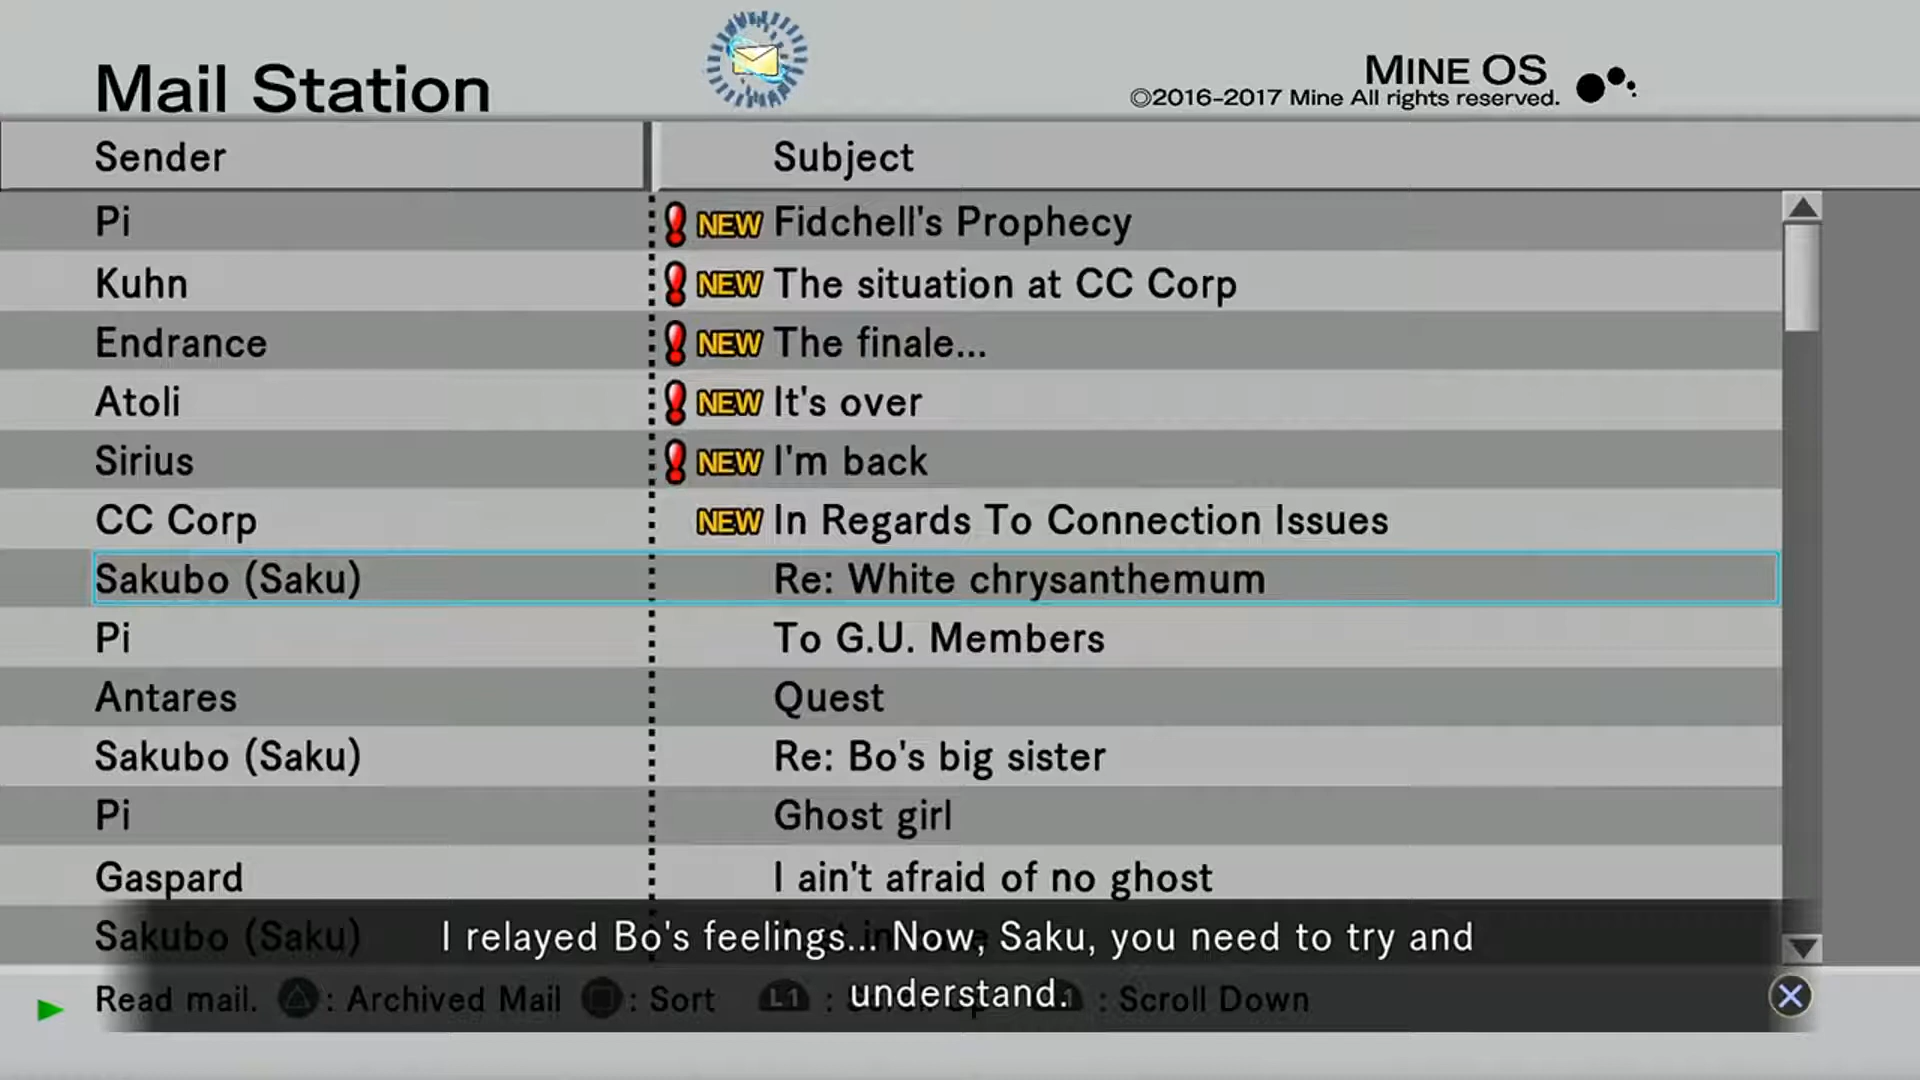 Mail Station
MINE OS
©2016-2017 Mine All rights reserved.
Sender Subject
Pi NEW Fidchell's Prophecy
Kuhn NEW The situation at CC Corp
Endrance NEW The finale...
Atoli NEW It's over
Sirius NEW I'm back
CC Corp NEW In Regards To Connection Issues
Sakubo (Saku) Re: White chrysanthemum
Pi To G.U. Members
Antares Quest
Sakubo (Saku) Re: Bo's big sister
Pi Ghost girl
Gaspard I ain't afraid of no ghost
Sakubo (Saku)
I relayed Bo's feelings... Now, Saku, you need to try and
understand.
Read mail. : Archived Mail : Sort L1 : : Scroll Down